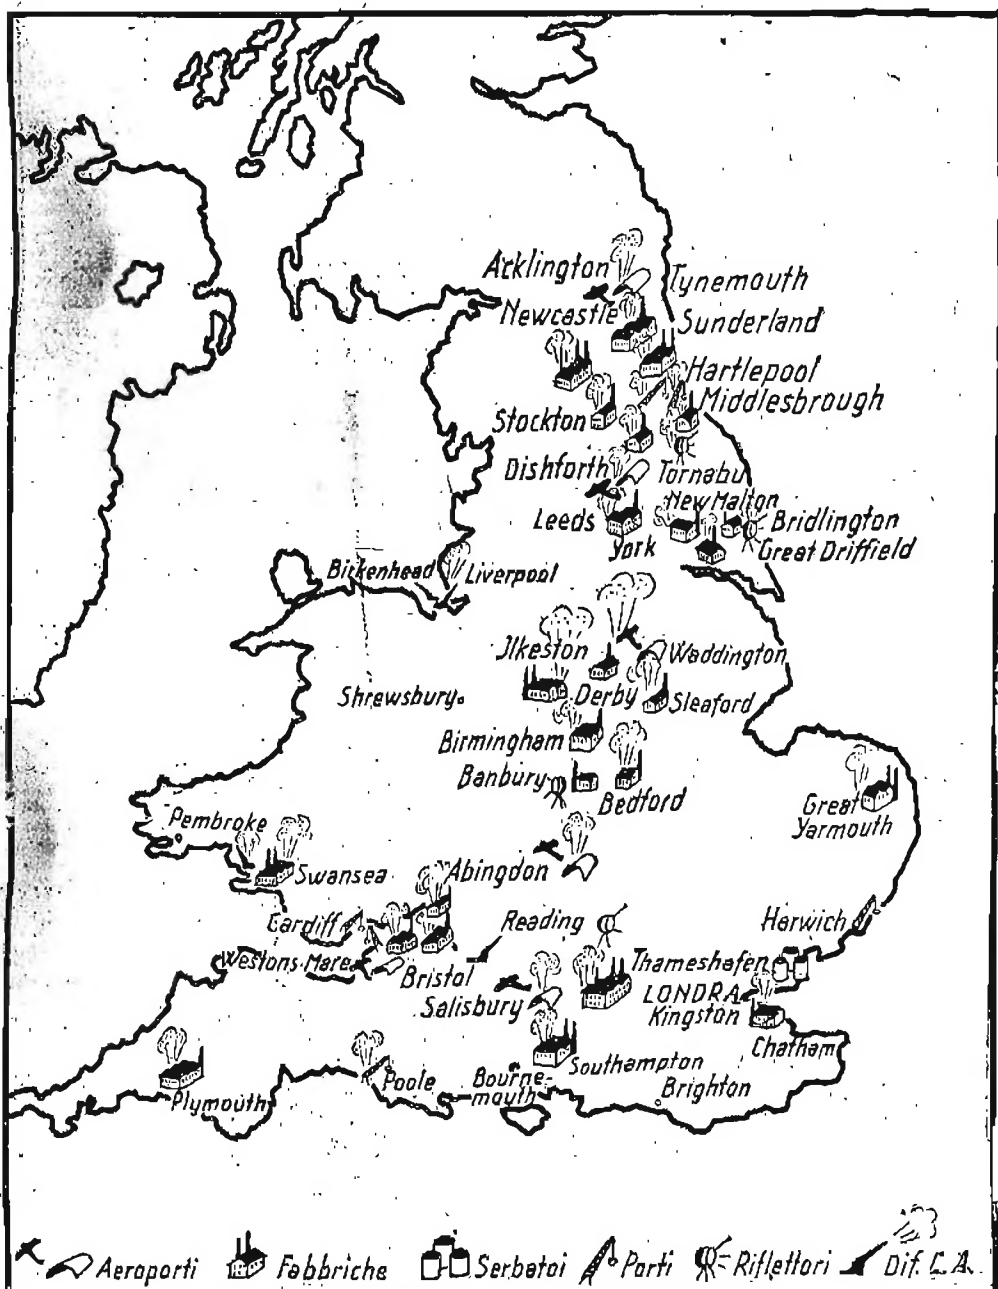 Acklington
Tynemouth
Newcastle
Sunderland
Hartlepool
Middlesbrough
Stockton
Dishforth
Tornabu
New Malton
Leeds
York
Bridlington
Great Driffield
Birkenhead
Liverpool
Jlkeston
Waddington
Shrewsbury
Derby
Sleaford
Birmingham
Banbury
Bedford
Great
Yarmouth
Pembroke
Swansea
Abingdon
Cardiff
Reading
Harwich
Westons-Mare
Bristol
Thameshafen
Salisbury
LONDRA
Kingston
Chatham
Southampton
Plymouth
Poole
Bourne-
mouth
Brighton
Aeroporti Fabbriche Serbatoi Porti Riflettori Dif. C. A.